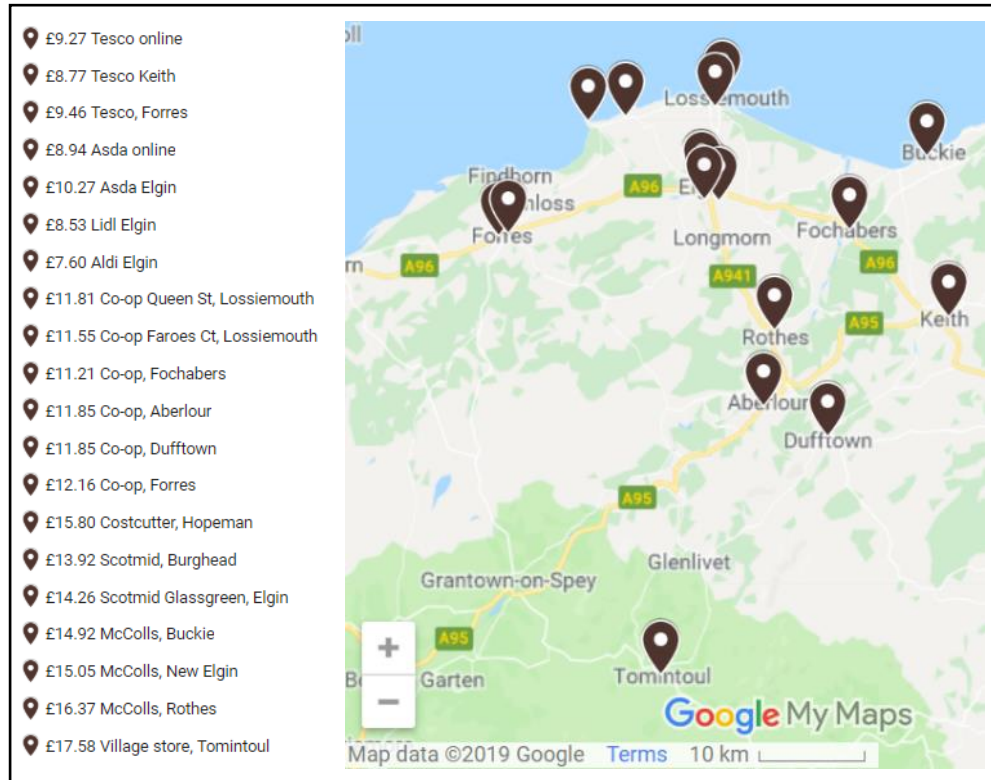 £9.27 Tesco online
£8.77 Tesco Keith
£9.46 Tesco, Forres
£8.94 Asda online
£10.27 Asda Elgin
£8.53 Lidl Elgin
£7.60 Aldi Elgin
£11.81 Co-op Queen St, Lossiemouth
£11.55 Co-op Faroes Ct, Lossiemouth
£11.21 Co-op, Fochabers
£11.85 Co-op, Aberlour
£11.85 Co-op, Dufftown
£12.16 Co-op, Forres
£15.80 Costcutter, Hopeman
£13.92 Scotmid, Burghead
£14.26 Scotmid Glassgreen, Elgin
£14.92 McColls, Buckie
£15.05 McColls, New Elgin
£16.37 McColls, Rothes
£17.58 Village store, Tomintoul
Lossiemouth
Buckie
Findhorn
A96
Forres
Longmorn
Fochabers
A96
A96
A941
Keith
A95
Rothes
Aberlour
Dufftown
A95
Glenlivet
Grantown-on-Spey
+
A95
Tomintoul
Garten
−
Google My Maps
Map data ©2019 Google Terms 10 km